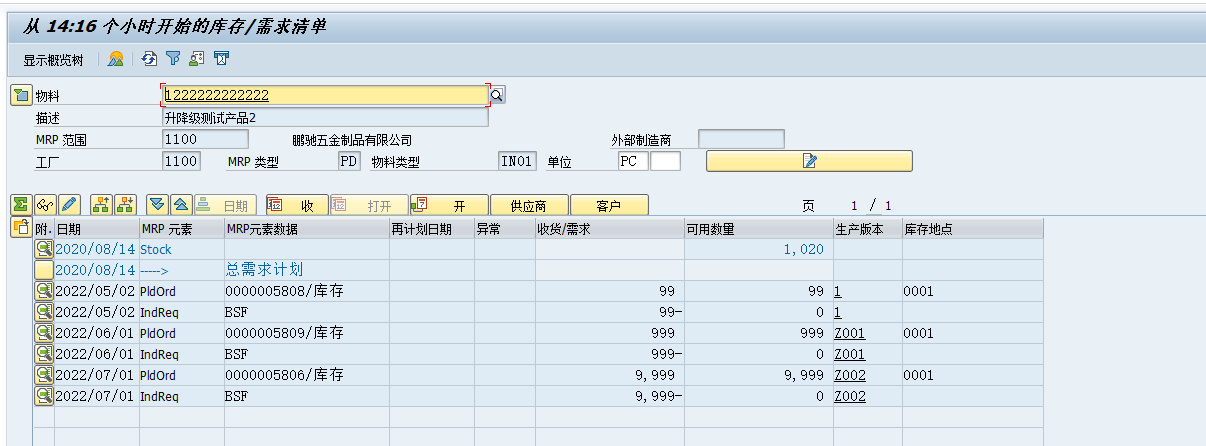 从 14:16 个小时开始的库存/需求清单
显示概览树
物料 1222222222222
描述 升降级测试产品2
MRP 范围 1100 鹏驰五金制品有限公司 外部制造商
工厂 1100 MRP 类型 PD 物料类型 IN01 单位 PC
日期 收 打开 开 供应商 客户 页 1 / 1
附. 日期 MRP 元素 MRP元素数据 再计划日期 异常 收货/需求 可用数量 生产版本 库存地点
2020/08/14 Stock 1,020
2020/08/14 -----> 总需求计划
2022/05/02 PldOrd 0000005808/库存 99 99 1 0001
2022/05/02 IndReq BSF 99- 0 1
2022/06/01 PldOrd 0000005809/库存 999 999 Z001 0001
2022/06/01 IndReq BSF 999- 0 Z001
2022/07/01 PldOrd 0000005806/库存 9,999 9,999 Z002 0001
2022/07/01 IndReq BSF 9,999- 0 Z002